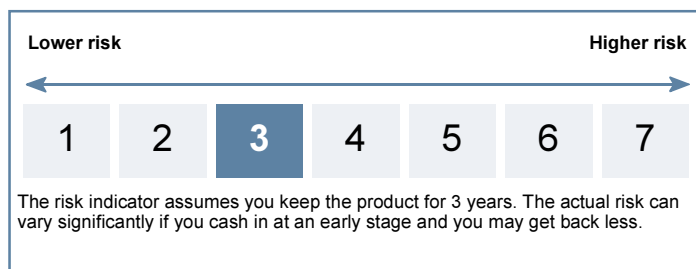 Lower risk Higher risk
1 2 3 4 5 6 7
The risk indicator assumes you keep the product for 3 years. The actual risk can
vary significantly if you cash in at an early stage and you may get back less.